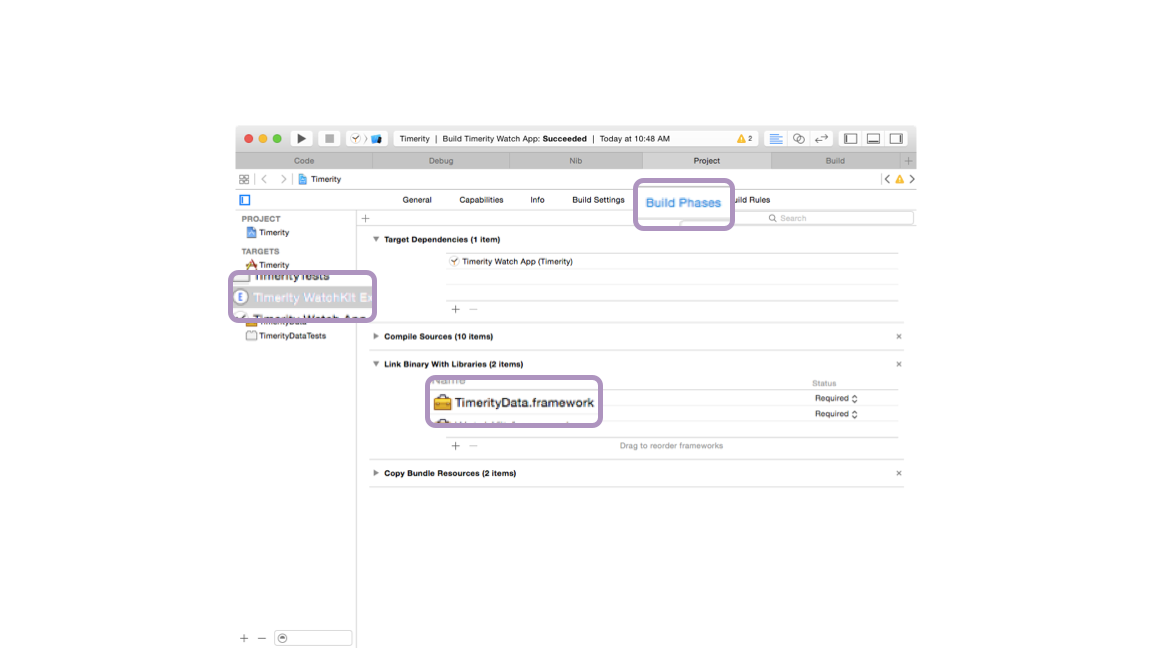 Timerity | Build Timerity Watch App: Succeeded | Today at 10:48 AM 2
Code Debug Nib Project Build
Timerity
General Capabilities Info Build Settings Build Phases uild Rules
PROJECT
Timerity
TARGETS
Timerity
TimerityTests
Timerity WatchKit Ex
Timerity Watch App
TimerityData
TimerityDataTests
Search
Target Dependencies (1 item)
Timerity Watch App (Timerity)
Compile Sources (10 items)
Link Binary With Libraries (2 items)
Name Status
TimerityData.framework Required
Required
Drag to reorder frameworks
Copy Bundle Resources (2 items)